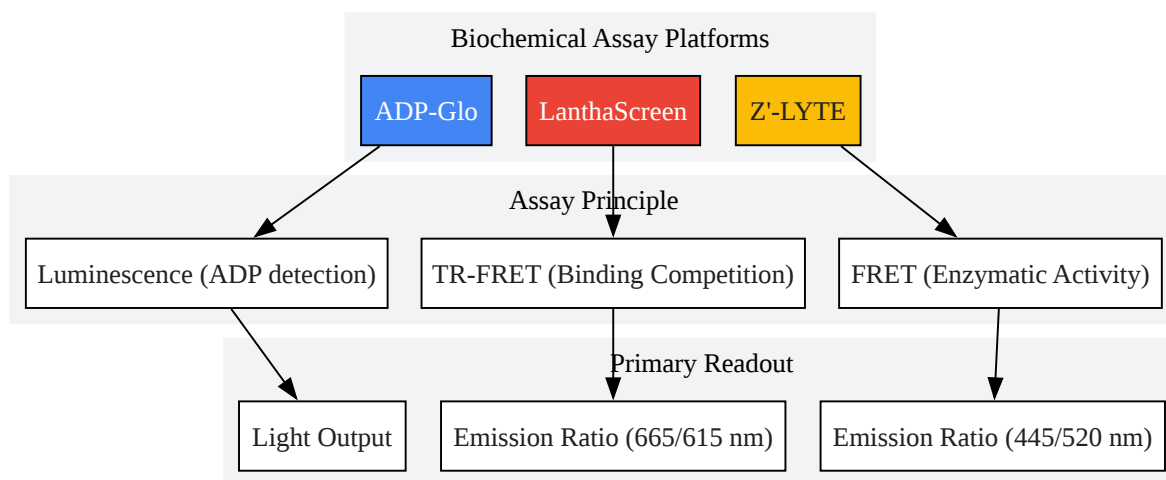 Biochemical Assay Platforms
ADP-Glo
LanthaScreen
Z'-LYTE
Assay Principle
Luminescence (ADP detection)
TR-FRET (Binding Competition)
FRET (Enzymatic Activity)
Primary Readout
Light Output
Emission Ratio (665/615 nm)
Emission Ratio (445/520 nm)